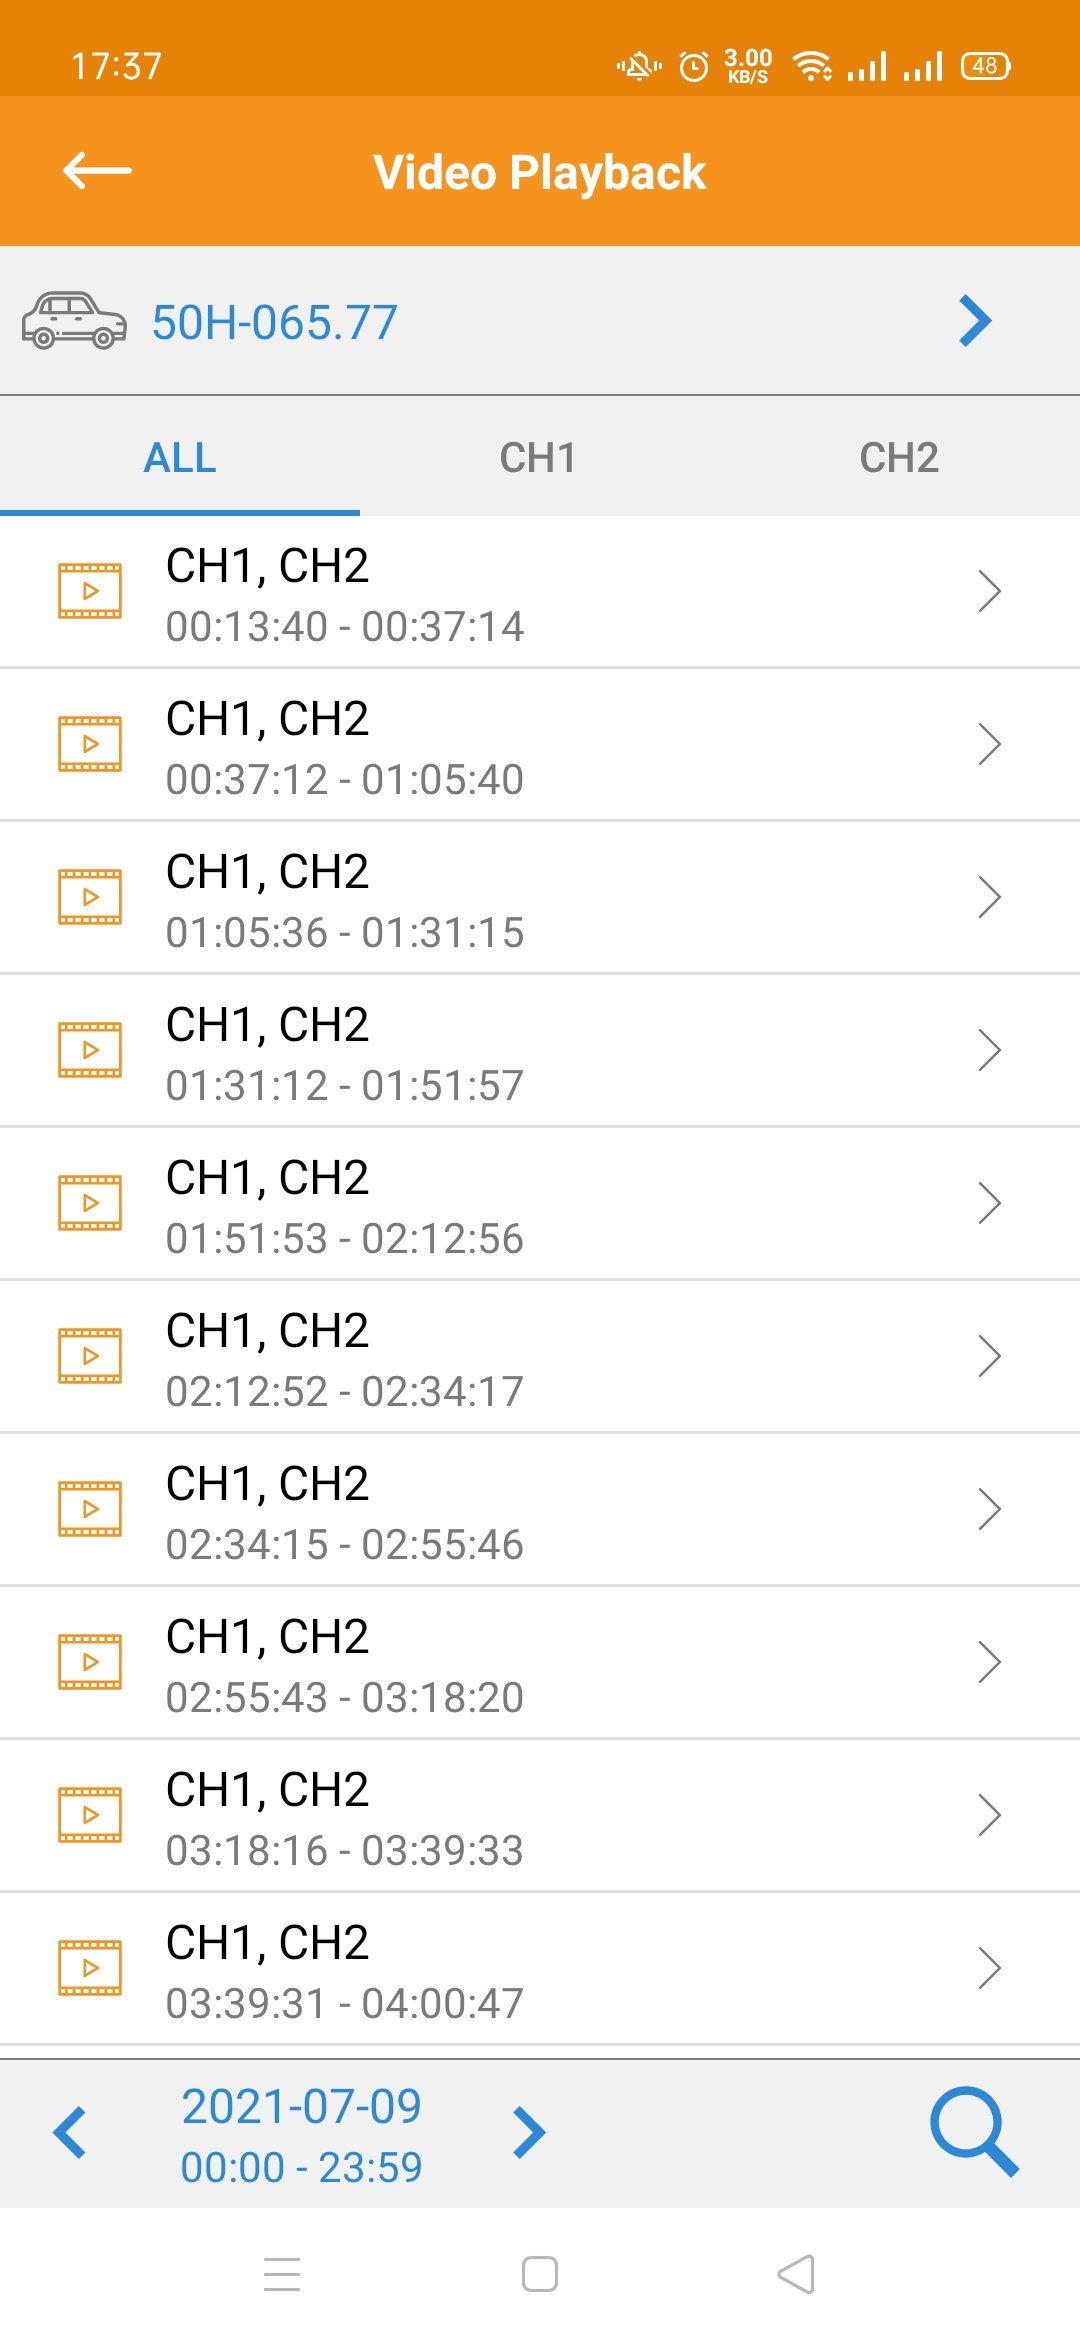 17:37
3.00
KB/S
48
Video Playback
50H-065.77
ALL CH1 CH2
CH1, CH2
00:13:40 - 00:37:14
CH1, CH2
00:37:12 - 01:05:40
CH1, CH2
01:05:36 - 01:31:15
CH1, CH2
01:31:12 - 01:51:57
CH1, CH2
01:51:53 - 02:12:56
CH1, CH2
02:12:52 - 02:34:17
CH1, CH2
02:34:15 - 02:55:46
CH1, CH2
02:55:43 - 03:18:20
CH1, CH2
03:18:16 - 03:39:33
CH1, CH2
03:39:31 - 04:00:47
2021-07-09
00:00 - 23:59